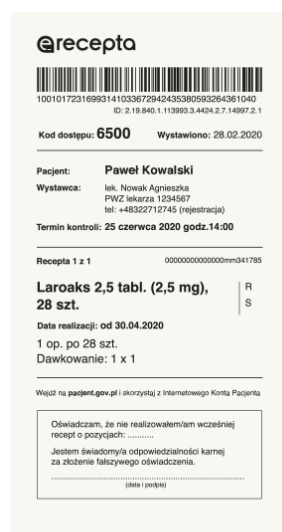 erecepta
10010172316993141033672942435380593264361040
ID: 2.19.840.1.113993.3.4424.2.7.14997.2.1
Kod dostępu: 6500 Wystawiono: 28.02.2020
Pacjent: Paweł Kowalski
Wystawca: lek. Nowak Agnieszka
PWZ lekarza 1234567
tel: +48322712745 (rejestracja)
Termin kontroli: 25 czerwca 2020 godz.14:00
Recepta 1 z 1 00000000000000mm341785
Laroaks 2,5 tabl. (2,5 mg), R
28 szt. S
Data realizacji: od 30.04.2020
1 op. po 28 szt.
Dawkowanie: 1 x 1
Wejdź na pacjent.gov.pl i skorzystaj z Internetowego Konta Pacjenta
Oświadczam, że nie realizowałem/am wcześniej
recept o pozycjach: ...........
Jestem świadomy/a odpowiedzialności karnej
za złożenie fałszywego oświadczenia.
(data i podpis)